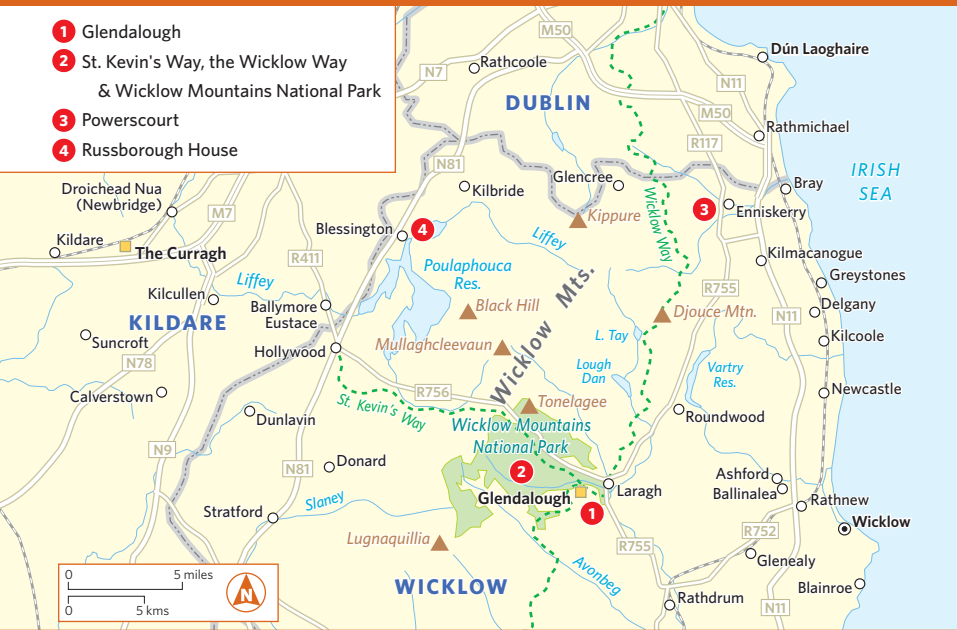 1 Glendalough
2 St. Kevin's Way, the Wicklow Way
& Wicklow Mountains National Park
3 Powerscourt
4 Russborough House
M50
Dún Laoghaire
Rathcoole
N7
N11
DUBLIN
M50
Rathmichael
R117
N81
IRISH
SEA
Glencree
Bray
Droichead Nua
(Newbridge)
Kilbride
Wicklow Way
3
Enniskerry
M7
Kippure
Blessington
4
Liffey
Kildare
The Curragh
R411
Kilmacanogue
Poulaphouca
Res.
Greystones
Liffey
R755
Kilcullen
Wicklow Mts.
Black Hill
Delgany
Ballymore
Eustace
Djouce Mtn.
N11
KILDARE
Suncroft
L. Tay
Kilcoole
Hollywood
Mullaghcleevaun
N78
Lough
Dan
Vartry
Res.
Calverstown
R756
Newcastle
St. Kevin's Way
Tonelagee
Dunlavin
Roundwood
Wicklow Mountains
National Park
N9
Donard
N81
2
Ashford
Laragh
Ballinalea
Glendalough
Rathnew
Slaney
Stratford
1
Wicklow
R752
Lugnaquillia
R755
Glenealy
Avonbeg
0 5 miles
0 5 kms
N
WICKLOW
Blainroe
Rathdrum
N11